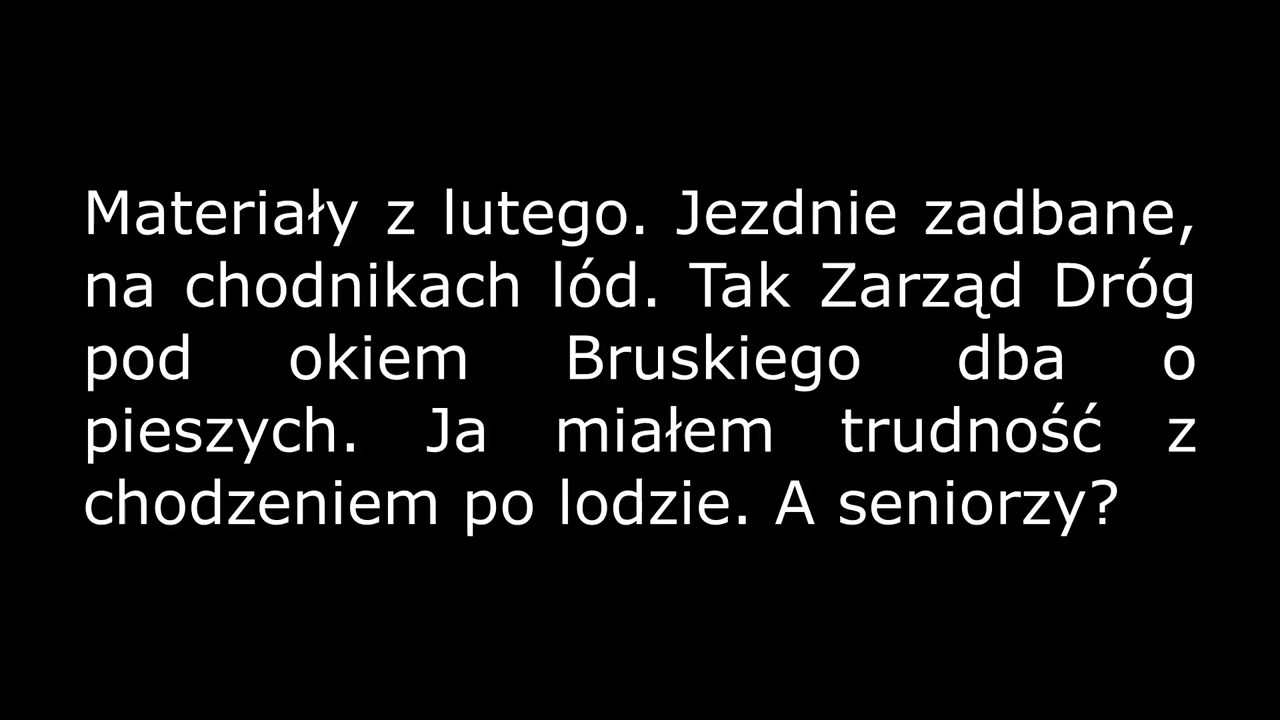 Materiały z lutego. Jezdnie zadbane,
na chodnikach lód. Tak Zarząd Dróg
pod okiem Bruskiego dba o
pieszych. Ja miałem trudność z
chodzeniem po lodzie. A seniorzy?